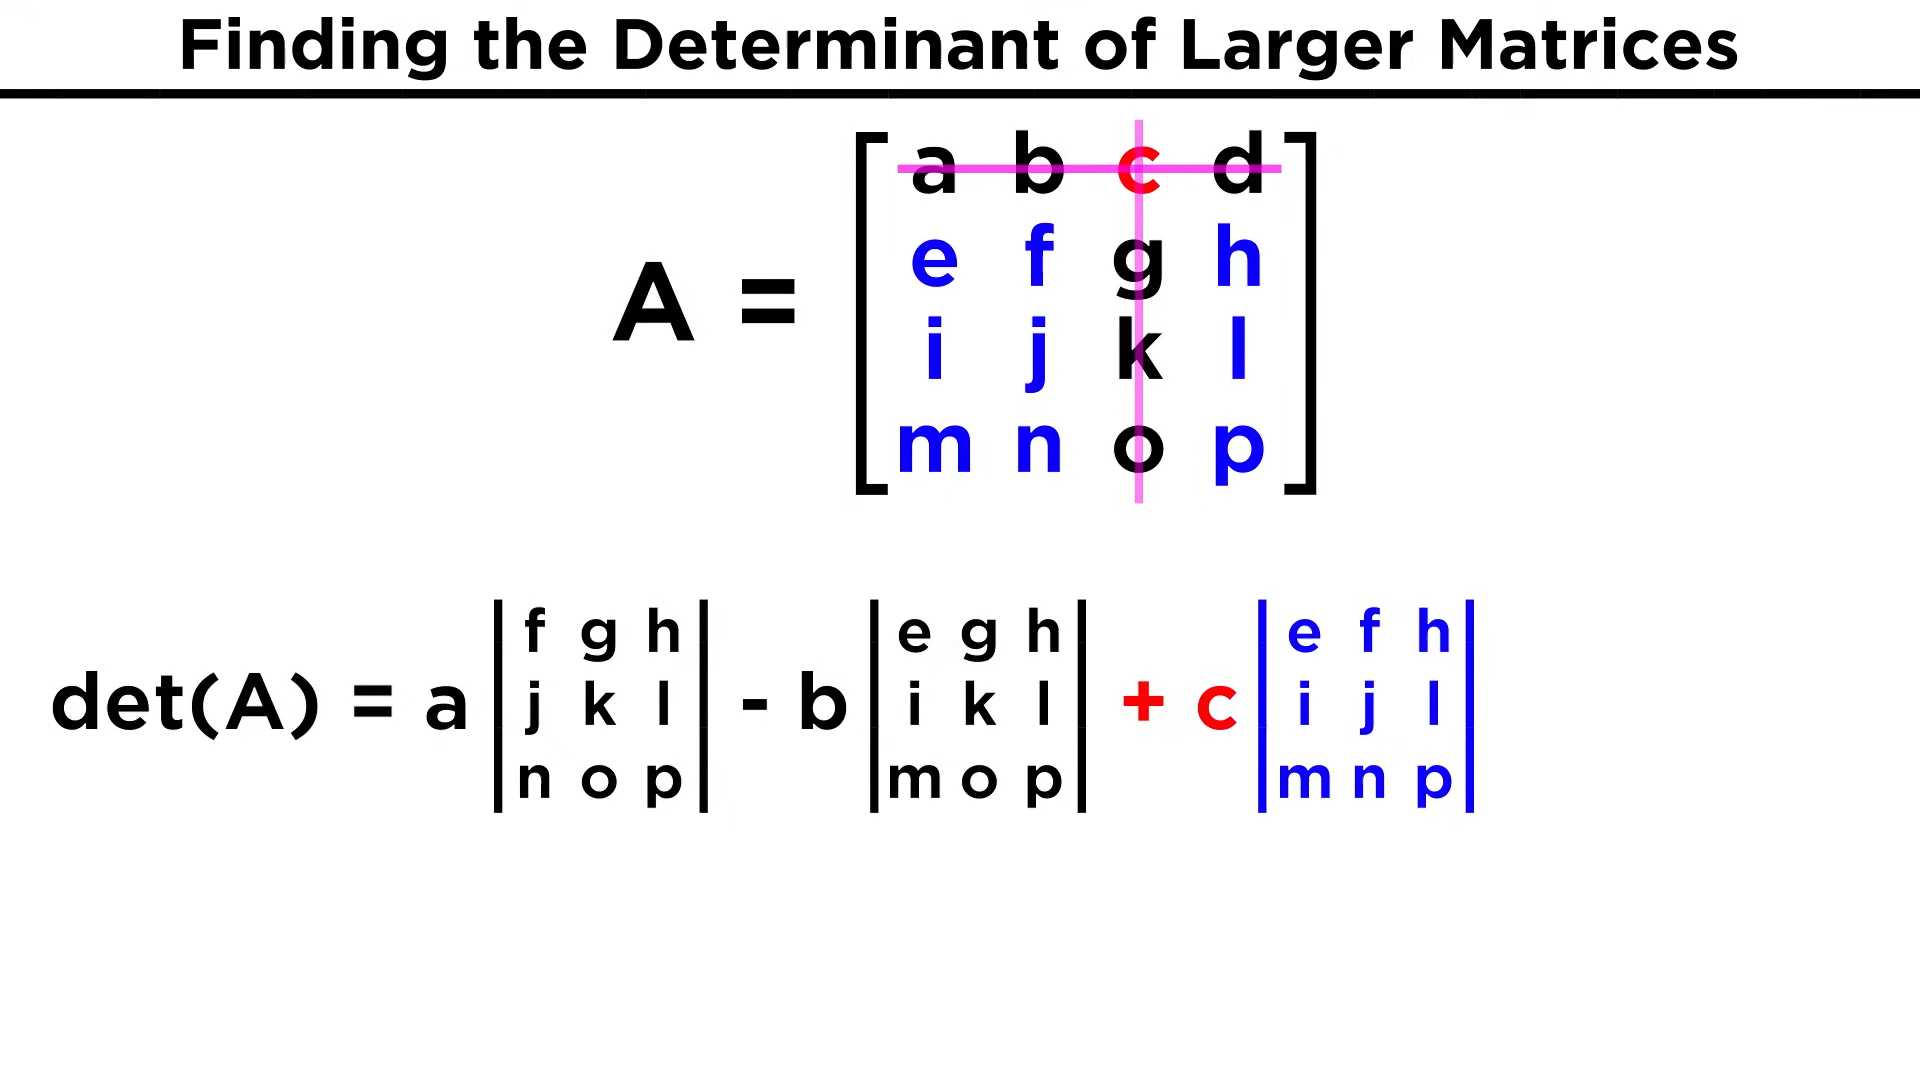 Finding the Determinant of Larger Matrices
a b c d
e f g h
A =
i j k l
m n o p
f g h e g h e f h
det(A) = a j k l - b i k l + c i j l
n o p m o p m n p